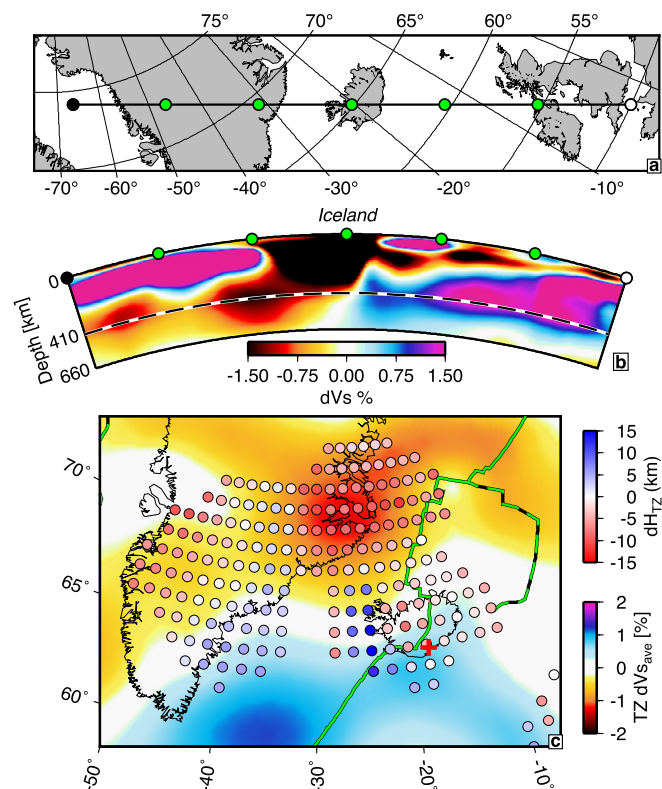 75° 70° 65° 60° 55°
-70° -60° -50° -40° -30° -20° -10°
a
Iceland
0
410
660
Depth [km]
-1.50 -0.75 0.00 0.75 1.50
dVs %
b
70°
65°
60°
-50° -40° -30° -20° -10°
c
15
10
5
0
-5
-10
-15
dHTZ (km)
2
1
0
-1
-2
TZ dVsave [%]